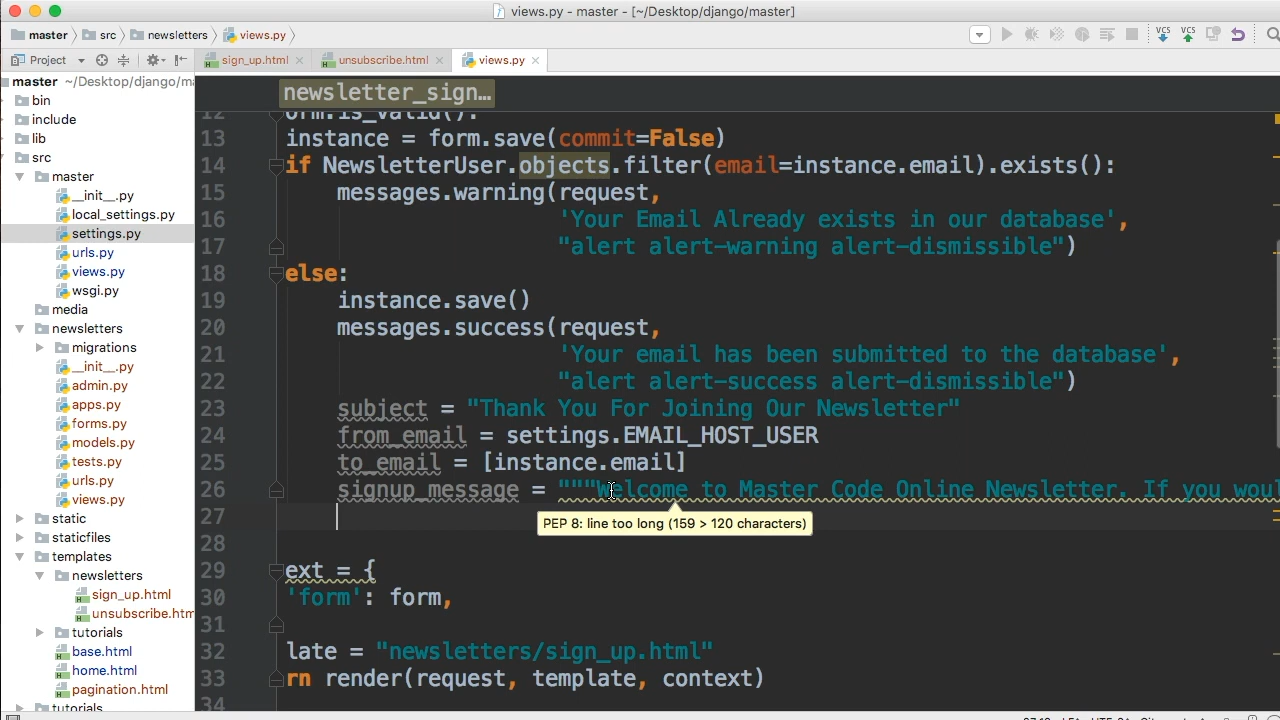 views.py - master - [~/Desktop/django/master]
master src newsletters views.py
Project sign_up.html unsubscribe.html views.py
VCS VCS
master ~/Desktop/django/ma
bin
include
lib
src
master
__init__.py
local_settings.py
settings.py
urls.py
views.py
wsgi.py
media
newsletters
migrations
__init__.py
admin.py
apps.py
forms.py
models.py
tests.py
urls.py
views.py
static
staticfiles
templates
newsletters
sign_up.html
unsubscribe.htm
tutorials
base.html
home.html
pagination.html
tutorials
newsletter_sign…
12 orm.is_valid():
13 instance = form.save(commit=False)
14 if NewsletterUser.objects.filter(email=instance.email).exists():
15 messages.warning(request,
16 'Your Email Already exists in our database',
17 "alert alert-warning alert-dismissible")
18 else:
19 instance.save()
20 messages.success(request,
21 'Your email has been submitted to the database',
22 "alert alert-success alert-dismissible")
23 subject = "Thank You For Joining Our Newsletter"
24 from_email = settings.EMAIL_HOST_USER
25 to_email = [instance.email]
26 signup_message = """Welcome to Master Code Online Newsletter. If you woul
27
PEP 8: line too long (159 > 120 characters)
28
29 ext = {
30 'form': form,
31
32 late = "newsletters/sign_up.html"
33 rn render(request, template, context)
34